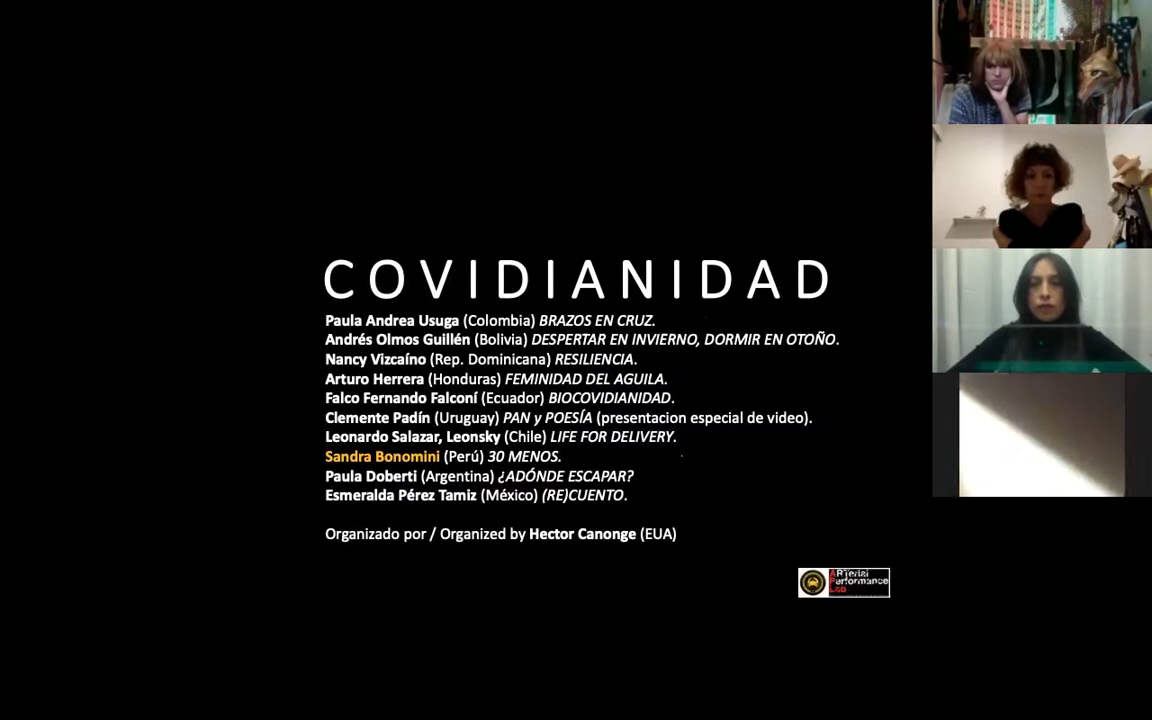 COVIDIANIDAD
Paula Andrea Usuga (Colombia) BRAZOS EN CRUZ.
Andrés Olmos Guillén (Bolivia) DESPERTAR EN INVIERNO, DORMIR EN OTOÑO.
Nancy Vizcaíno (Rep. Dominicana) RESILIENCIA.
Arturo Herrera (Honduras) FEMINIDAD DEL AGUILA.
Falco Fernando Falconí (Ecuador) BIOCOVIDIANIDAD.
Clemente Padín (Uruguay) PAN y POESÍA (presentacion especial de video).
Leonardo Salazar, Leonsky (Chile) LIFE FOR DELIVERY.
Sandra Bonomini (Perú) 30 MENOS.
Paula Doberti (Argentina) ¿ADÓNDE ESCAPAR?
Esmeralda Pérez Tamiz (México) (RE)CUENTO.
Organizado por / Organized by Hector Canonge (EUA)
ARTerial
Performance
Lab